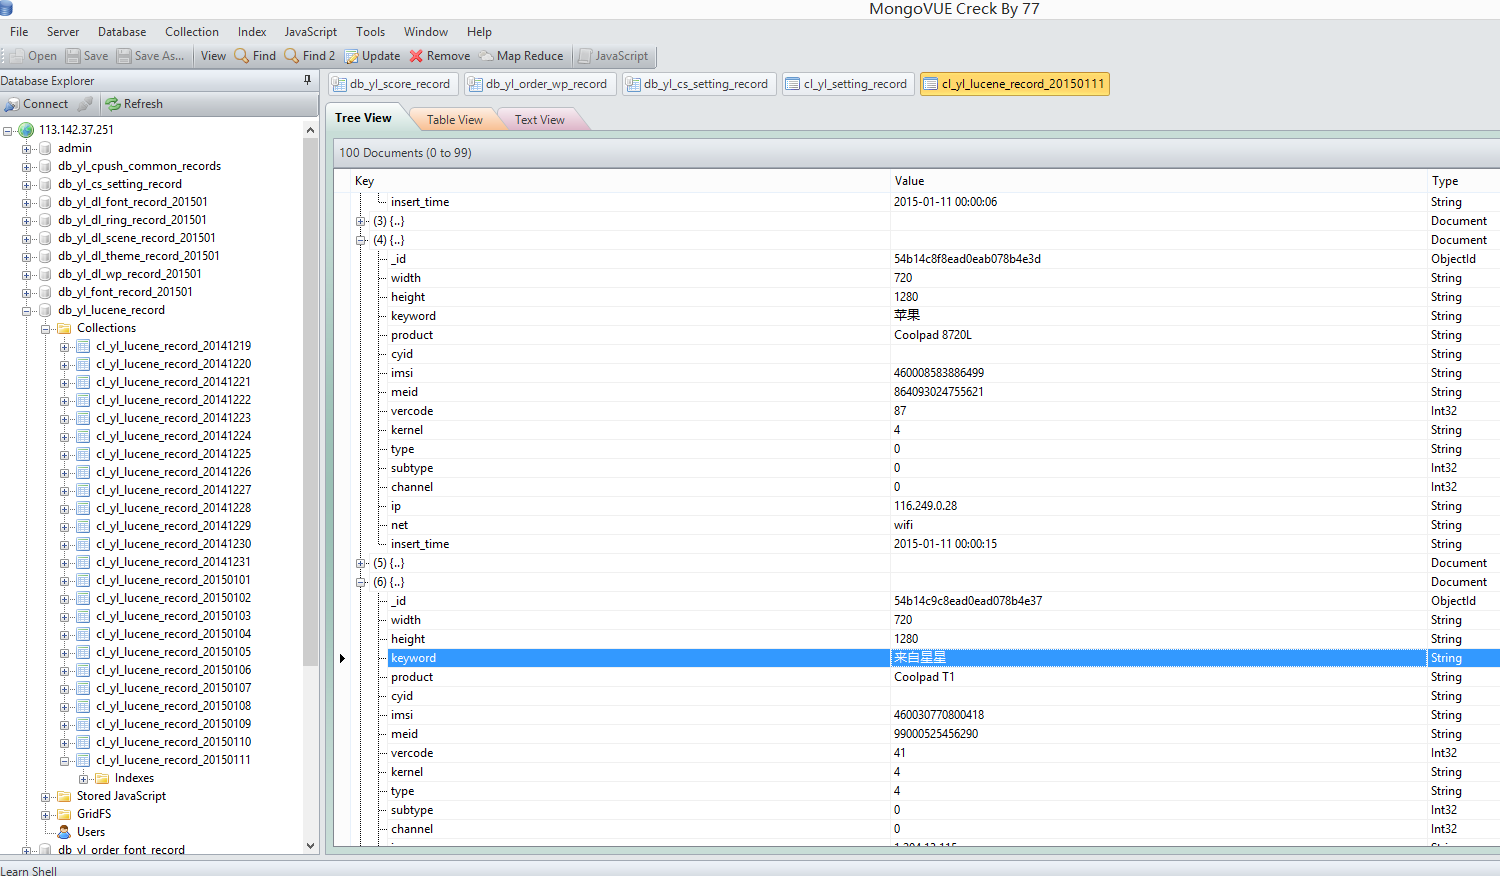 MongoVUE Creck By 77
File Server Database Collection Index JavaScript Tools Window Help
Open Save Save As... View Find Find 2 Update Remove Map Reduce JavaScript
Database Explorer
Connect Refresh
113.142.37.251
admin
db_yl_cpush_common_records
db_yl_cs_setting_record
db_yl_dl_font_record_201501
db_yl_dl_ring_record_201501
db_yl_dl_scene_record_201501
db_yl_dl_theme_record_201501
db_yl_dl_wp_record_201501
db_yl_font_record_201501
db_yl_lucene_record
Collections
cl_yl_lucene_record_20141219
cl_yl_lucene_record_20141220
cl_yl_lucene_record_20141221
cl_yl_lucene_record_20141222
cl_yl_lucene_record_20141223
cl_yl_lucene_record_20141224
cl_yl_lucene_record_20141225
cl_yl_lucene_record_20141226
cl_yl_lucene_record_20141227
cl_yl_lucene_record_20141228
cl_yl_lucene_record_20141229
cl_yl_lucene_record_20141230
cl_yl_lucene_record_20141231
cl_yl_lucene_record_20150101
cl_yl_lucene_record_20150102
cl_yl_lucene_record_20150103
cl_yl_lucene_record_20150104
cl_yl_lucene_record_20150105
cl_yl_lucene_record_20150106
cl_yl_lucene_record_20150107
cl_yl_lucene_record_20150108
cl_yl_lucene_record_20150109
cl_yl_lucene_record_20150110
cl_yl_lucene_record_20150111
Indexes
Stored JavaScript
GridFS
Users
db_yl_order_font_record
db_yl_score_record db_yl_order_wp_record db_yl_cs_setting_record cl_yl_setting_record cl_yl_lucene_record_20150111
Tree View Table View Text View
100 Documents (0 to 99)
Key Value Type
insert_time 2015-01-11 00:00:06 String
(3) {..} Document
(4) {..} Document
_id 54b14c8f8ead0eab078b4e3d ObjectId
width 720 String
height 1280 String
keyword 苹果 String
product Coolpad 8720L String
cyid String
imsi 460008583886499 String
meid 864093024755621 String
vercode 87 Int32
kernel 4 String
type 0 String
subtype 0 Int32
channel 0 Int32
ip 116.249.0.28 String
net wifi String
insert_time 2015-01-11 00:00:15 String
(5) {..} Document
(6) {..} Document
_id 54b14c9c8ead0ead078b4e37 ObjectId
width 720 String
height 1280 String
keyword 来自星星 String
product Coolpad T1 String
cyid String
imsi 460030770800418 String
meid 99000525456290 String
vercode 41 Int32
kernel 4 String
type 4 String
subtype 0 Int32
channel 0 Int32
Learn Shell